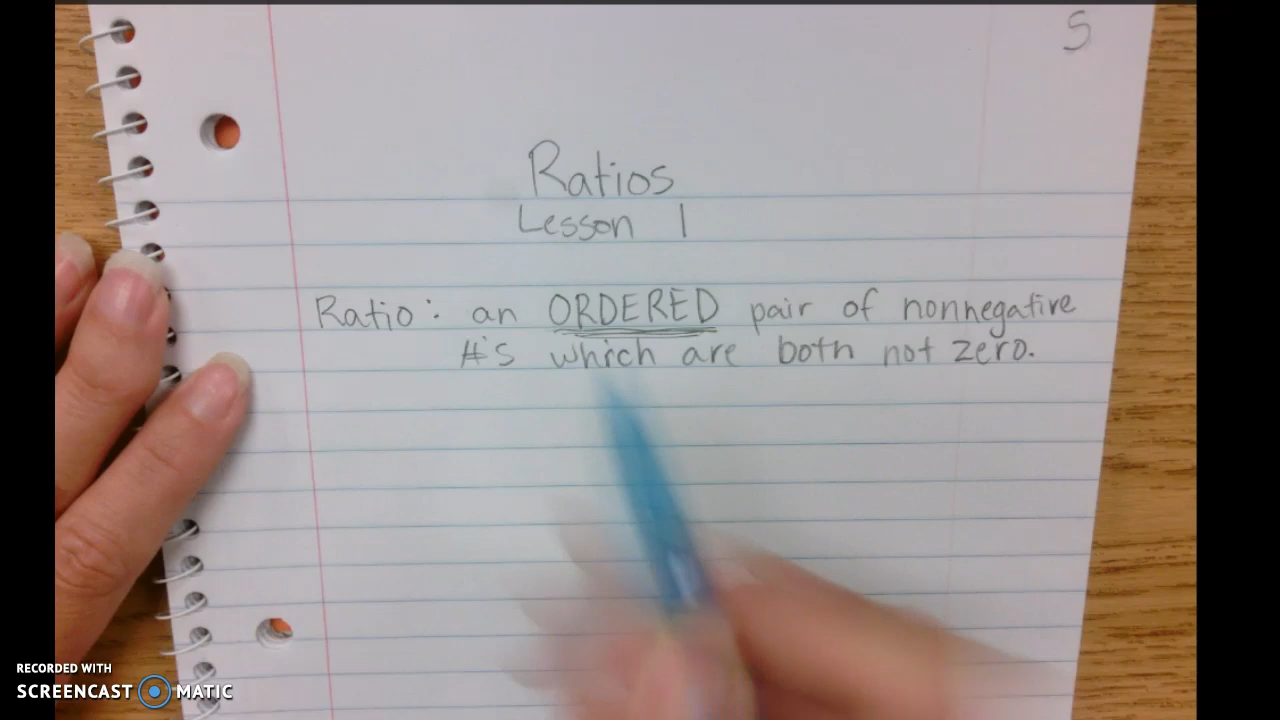 5
Ratios
Lesson 1
Ratio: an ORDERED pair of nonnegative
#'s which are both not zero.
RECORDED WITH
SCREENCAST MATIC